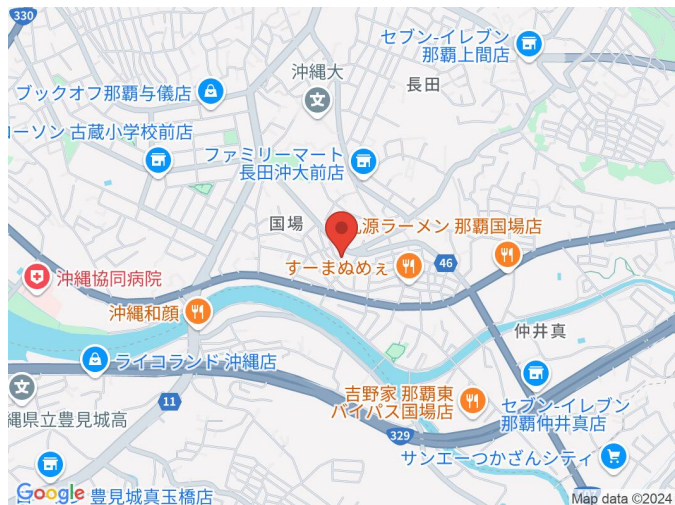 330
セブン-イレブン
那覇上間店
沖縄大
長田
ブックオフ那覇与儀店
ローソン 古蔵小学校前店
ファミリーマート
長田沖大前店
国場
源ラーメン 那覇国場店
すーまぬめぇ
46
沖縄協同病院
沖縄和顔
仲井真
ライコランド 沖縄店
吉野家 那覇東
バイパス国場店
11
縄県立豊見城高
セブン-イレブン
那覇仲井真店
329
サンエーつかざんシティ
Google
豊見城真玉橋店
Map data ©2024